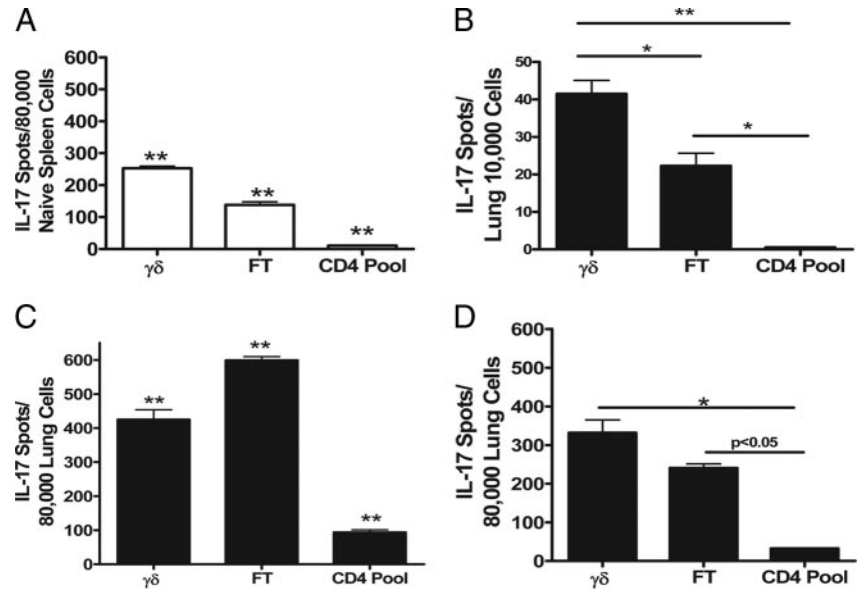 A
IL-17 Spots/80,000
Naive Spleen Cells
600
500
400
300
200
100
0
**
**
**
γδ
FT
CD4 Pool
B
IL-17 Spots/
Lung 10,000 Cells
50
40
30
20
10
0
**
*
*
γδ
FT
CD4 Pool
C
IL-17 Spots/
80,000 Lung Cells
600
500
400
300
200
100
0
**
**
**
γδ
FT
CD4 Pool
D
IL-17 Spots/
80,000 Lung Cells
600
500
400
300
200
100
0
*
p<0.05
γδ
FT
CD4 Pool